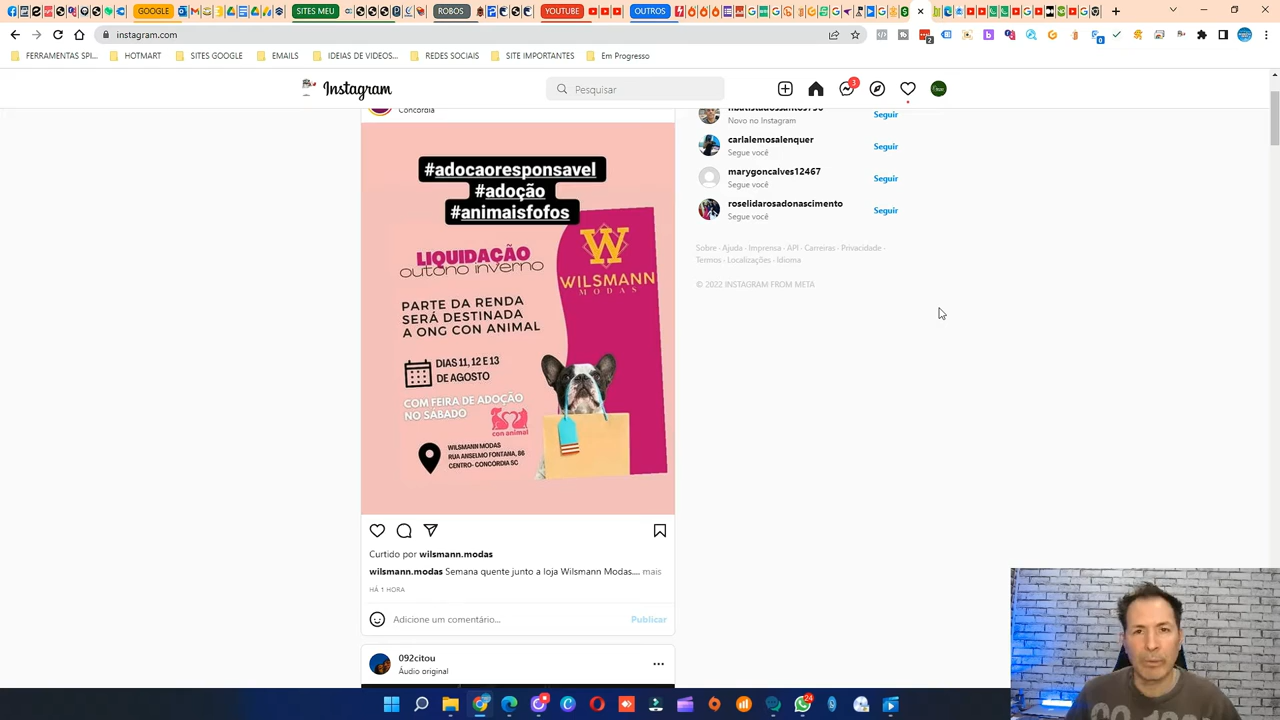 GOOGLE
SITES MEU
ROBÓS
YOUTUBE
OUTROS
instagram.com
FERRAMENTAS SPI...
HOTMART
SITES GOOGLE
EMAILS
IDEIAS DE VIDEOS...
REDES SOCIAIS
SITE IMPORTANTES
Em Progresso
Instagram
Pesquisar
3
Concórdia
#adocaoresponsavel
#adoção
#animaisfofos
LIQUIDAÇÃO
outono inverno
W
WILSMANN
MODAS
PARTE DA RENDA
SERÁ DESTINADA
A ONG CON ANIMAL
DIAS 11, 12 E 13
DE AGOSTO
COM FEIRA DE ADOÇÃO
NO SÁBADO
con animal
WILSMANN MODAS
RUA ANSELMO FONTANA, 86
CENTRO- CONCÓRDIA SC
Curtido por wilsmann.modas
wilsmann.modas Semana quente junto a loja Wilsmann Modas.... mais
HÁ 1 HORA
Adicione um comentário...
Publicar
092citou
Áudio original
Novo no Instagram
Seguir
carlalemosalenquer
Segue você
Seguir
marygoncalves12467
Segue você
Seguir
roselidarosadonascimento
Segue você
Seguir
Sobre · Ajuda · Imprensa · API · Carreiras · Privacidade ·
Termos · Localizações · Idioma
© 2022 INSTAGRAM FROM META
24